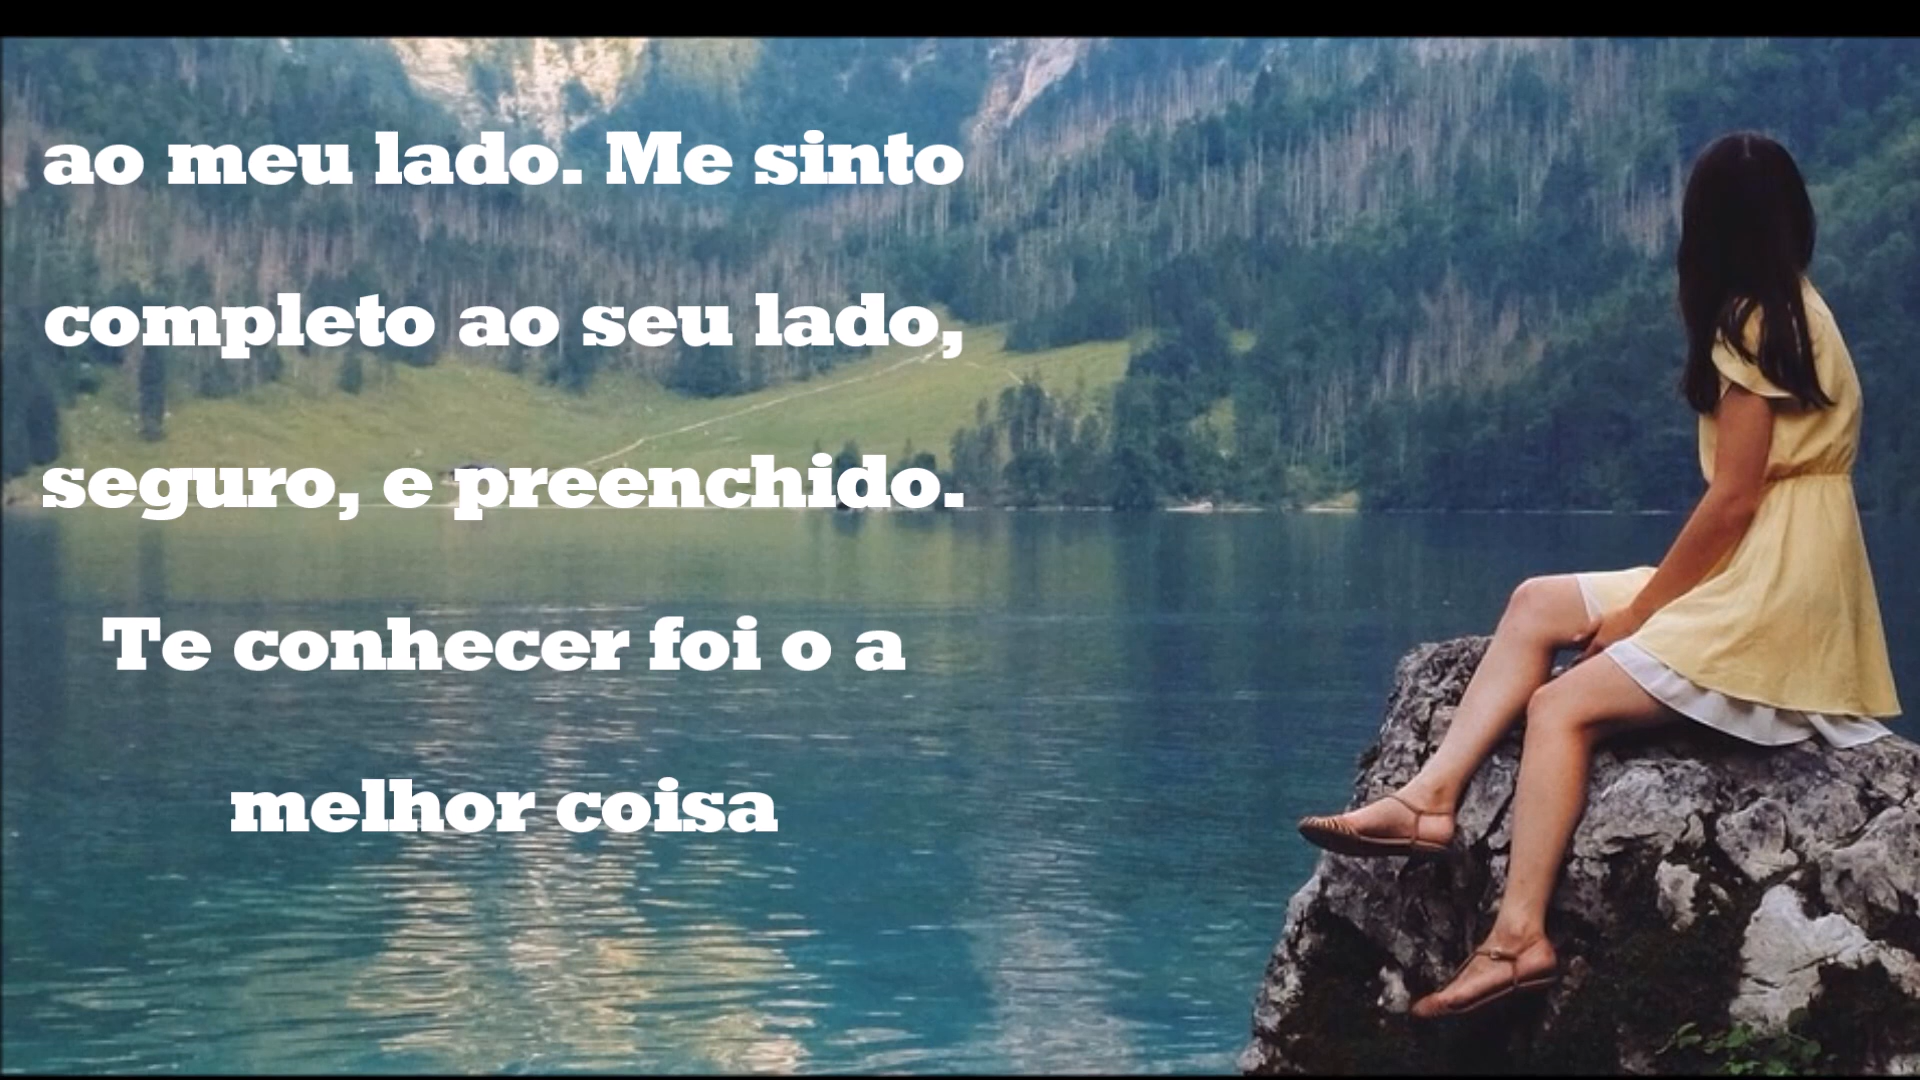 ao meu lado. Me sinto
completo ao seu lado,
seguro, e preenchido.
Te conhecer foi o a
melhor coisa